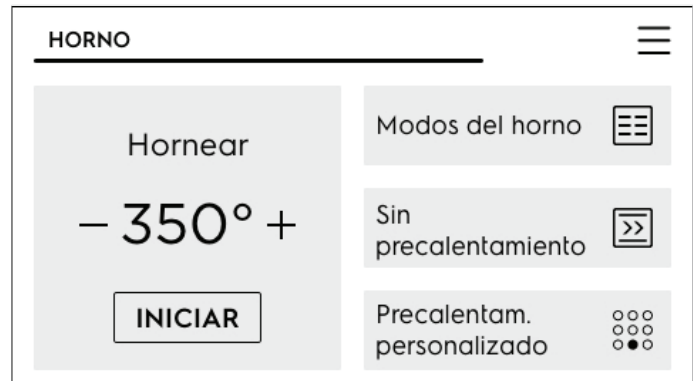 HORNO
Hornear
− 350° +
INICIAR
Modos del horno
Sin
precalentamiento
Precalentam.
personalizado